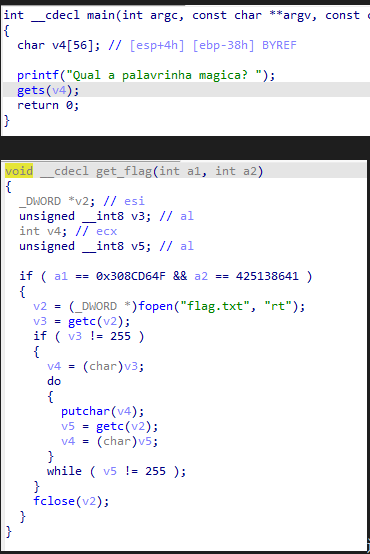 int __cdecl main(int argc, const char **argv, const c
{
char v4[56]; // [esp+4h] [ebp-38h] BYREF
printf("Qual a palavrinha magica? ");
gets(v4);
return 0;
}
void __cdecl get_flag(int a1, int a2)
{
_DWORD *v2; // esi
unsigned __int8 v3; // al
int v4; // ecx
unsigned __int8 v5; // al
if ( a1 == 0x308CD64F && a2 == 425138641 )
{
v2 = (_DWORD *)fopen("flag.txt", "rt");
v3 = getc(v2);
if ( v3 != 255 )
{
v4 = (char)v3;
do
{
putchar(v4);
v5 = getc(v2);
v4 = (char)v5;
}
while ( v5 != 255 );
}
fclose(v2);
}
}